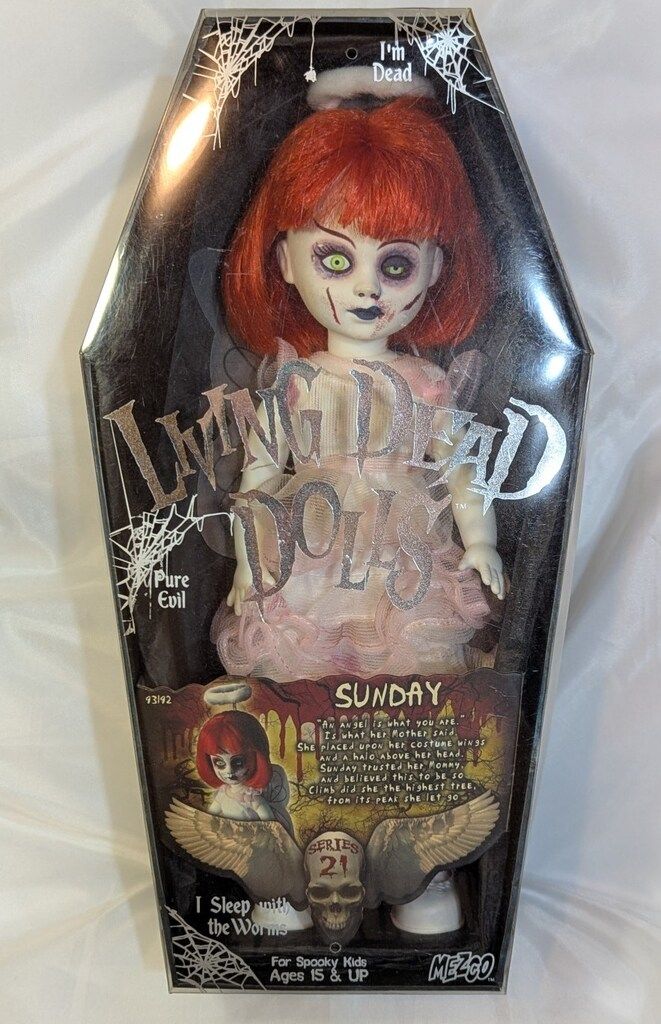 I'm
Dead
LIVING DEAD
DOLLS™
Pure
Evil
93192
SUNDAY
"An angel is what you are.."
Is what her Mother said
She placed upon her costume wings
and a halo above her head.
Sunday trusted her Mommy
and believed this to be so
Climb did she the highest tree,
from its peak she let go
SERIES
21
I Sleep with
the Worms
For Spooky Kids
Ages 15 & UP
MEZCO